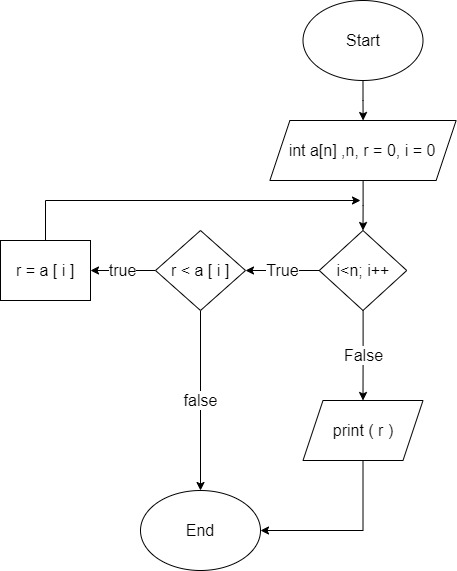 Start
int a[n] ,n, r = 0, i = 0
r = a [ i ]
true
r < a [ i ]
True
i<n; i++
False
false
print ( r )
End